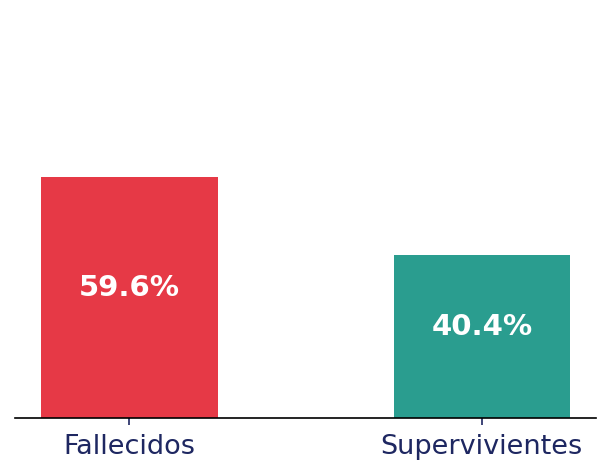 59.6%
40.4%
Fallecidos
Supervivientes